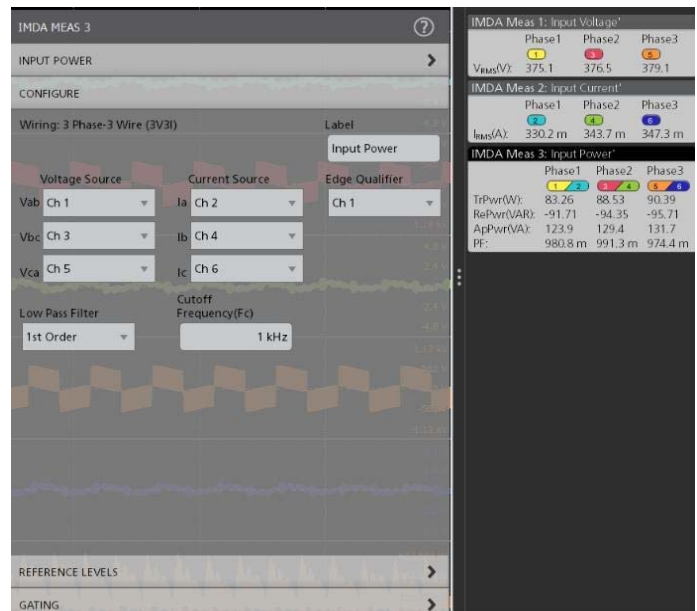 IMDA MEAS 3
?
INPUT POWER
CONFIGURE
Wiring: 3 Phase-3 Wire (3V3I)
Label
Input Power
Voltage Source
Current Source
Edge Qualifier
Vab Ch 1
Ia Ch 2
Ch 1
Vbc Ch 3
Ib Ch 4
Vca Ch 5
Ic Ch 6
Low Pass Filter
Cutoff
Frequency(Fc)
1st Order
1 kHz
REFERENCE LEVELS
GATING
IMDA Meas 1: Input Voltage'
Phase1 Phase2 Phase3
1 3 5
VRMS(V): 375.1 376.5 379.1
IMDA Meas 2: Input Current'
Phase1 Phase2 Phase3
2 4 6
IRMS(A): 330.2 m 343.7 m 347.3 m
IMDA Meas 3: Input Power'
Phase1 Phase2 Phase3
1 2 3 4 5 6
TrPwr(W): 83.26 88.53 90.39
RePwr(VAR): -91.71 -94.35 -95.71
ApPwr(VA): 123.9 129.4 131.7
PF: 980.8 m 991.3 m 974.4 m